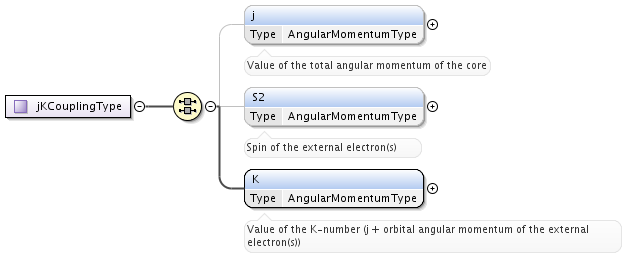 j
Type AngularMomentumType
Value of the total angular momentum of the core
jKCouplingType
S2
Type AngularMomentumType
Spin of the external electron(s)
K
Type AngularMomentumType
Value of the K-number (j + orbital angular momentum of the external
electron(s))